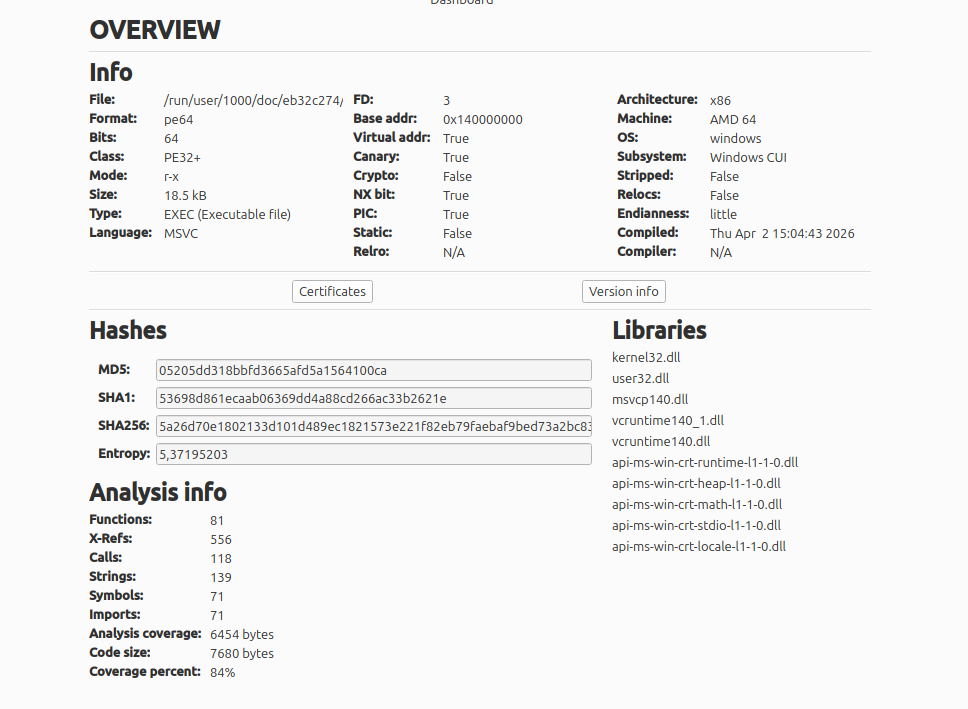 Dashboard
OVERVIEW
Info
File: /run/user/1000/doc/eb32c274/ FD: 3 Architecture: x86
Format: pe64 Base addr: 0x140000000 Machine: AMD 64
Bits: 64 Virtual addr: True OS: windows
Class: PE32+ Canary: True Subsystem: Windows CUI
Mode: r-x Crypto: False Stripped: False
Size: 18.5 kB NX bit: True Relocs: False
Type: EXEC (Executable file) PIC: True Endianness: little
Language: MSVC Static: False Compiled: Thu Apr  2 15:04:43 2026
Relro: N/A Compiler: N/A
Certificates Version info
Hashes
MD5: 05205dd318bbfd3665afd5a1564100ca
SHA1: 53698d861ecaab06369dd4a88cd266ac33b2621e
SHA256: 5a26d70e1802133d101d489ec1821573e221f82eb79faebaf9bed73a2bc83
Entropy: 5,37195203
Libraries
kernel32.dll
user32.dll
msvcp140.dll
vcruntime140_1.dll
vcruntime140.dll
api-ms-win-crt-runtime-l1-1-0.dll
api-ms-win-crt-heap-l1-1-0.dll
api-ms-win-crt-math-l1-1-0.dll
api-ms-win-crt-stdio-l1-1-0.dll
api-ms-win-crt-locale-l1-1-0.dll
Analysis info
Functions: 81
X-Refs: 556
Calls: 118
Strings: 139
Symbols: 71
Imports: 71
Analysis coverage: 6454 bytes
Code size: 7680 bytes
Coverage percent: 84%